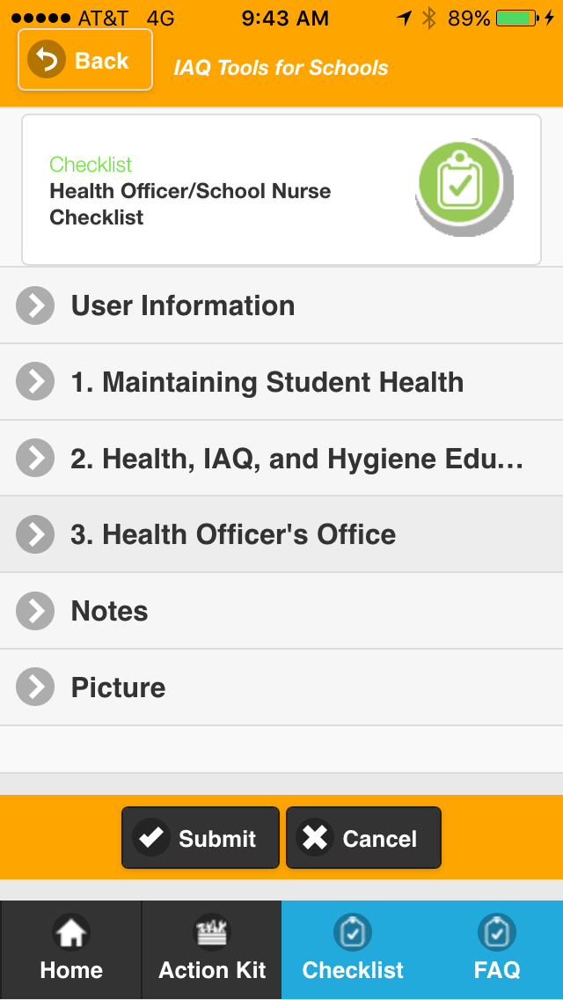 AT&T 4G 9:43 AM 89%
Back
IAQ Tools for Schools
Checklist
Health Officer/School Nurse
Checklist
User Information
1. Maintaining Student Health
2. Health, IAQ, and Hygiene Edu...
3. Health Officer's Office
Notes
Picture
Submit Cancel
Home Action Kit Checklist FAQ